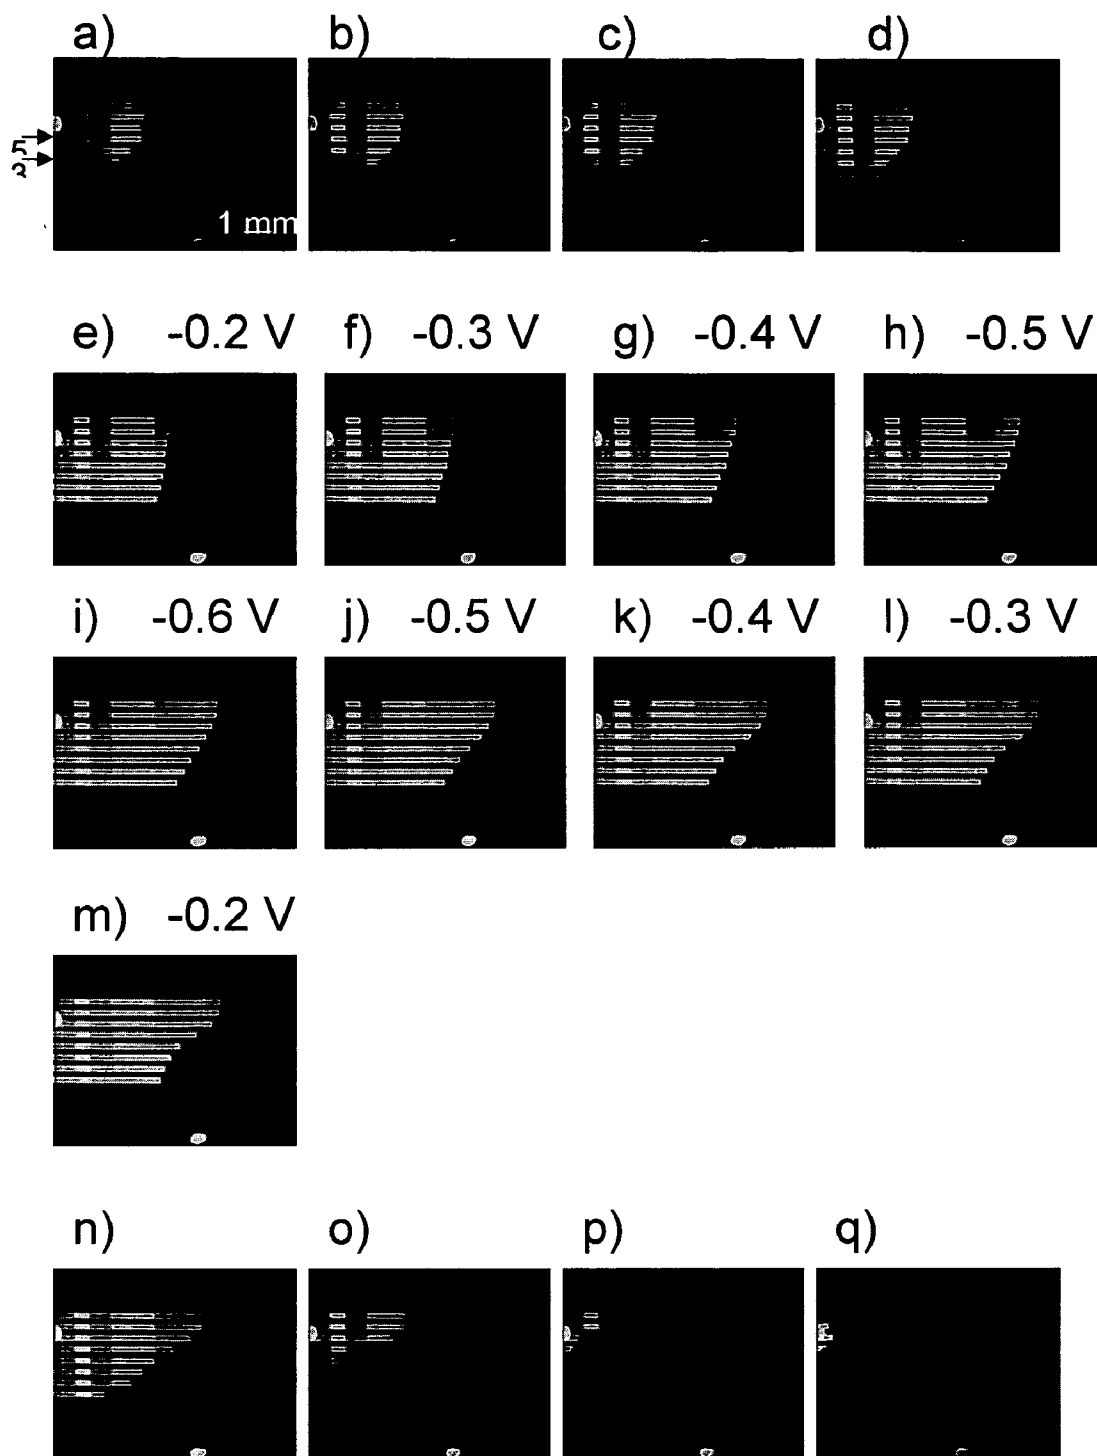 a) b) c) d)
1 mm
e) -0.2 V f) -0.3 V g) -0.4 V h) -0.5 V
i) -0.6 V j) -0.5 V k) -0.4 V l) -0.3 V
m) -0.2 V
n) o) p) q)